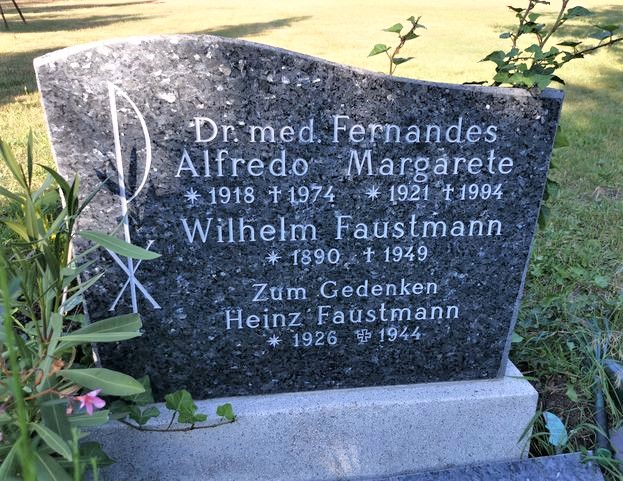 Dr. med. Fernandes
Alfredo Margarete
* 1918 † 1974 * 1921 † 1994
Wilhelm Faustmann
* 1890 † 1949
Zum Gedenken
Heinz Faustmann
* 1926 ✠ 1944